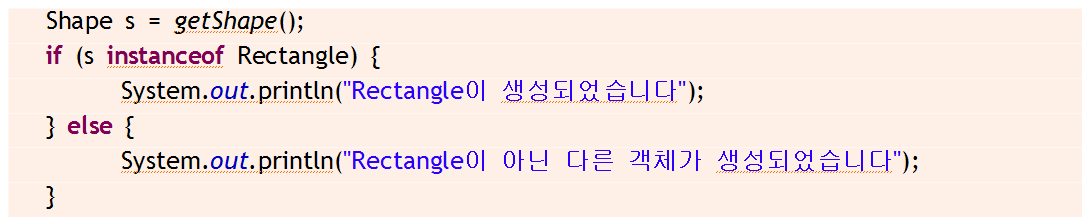 Shape s = getShape();
if (s instanceof Rectangle) {
System.out.println("Rectangle이 생성되었습니다");
} else {
System.out.println("Rectangle이 아닌 다른 객체가 생성되었습니다");
}